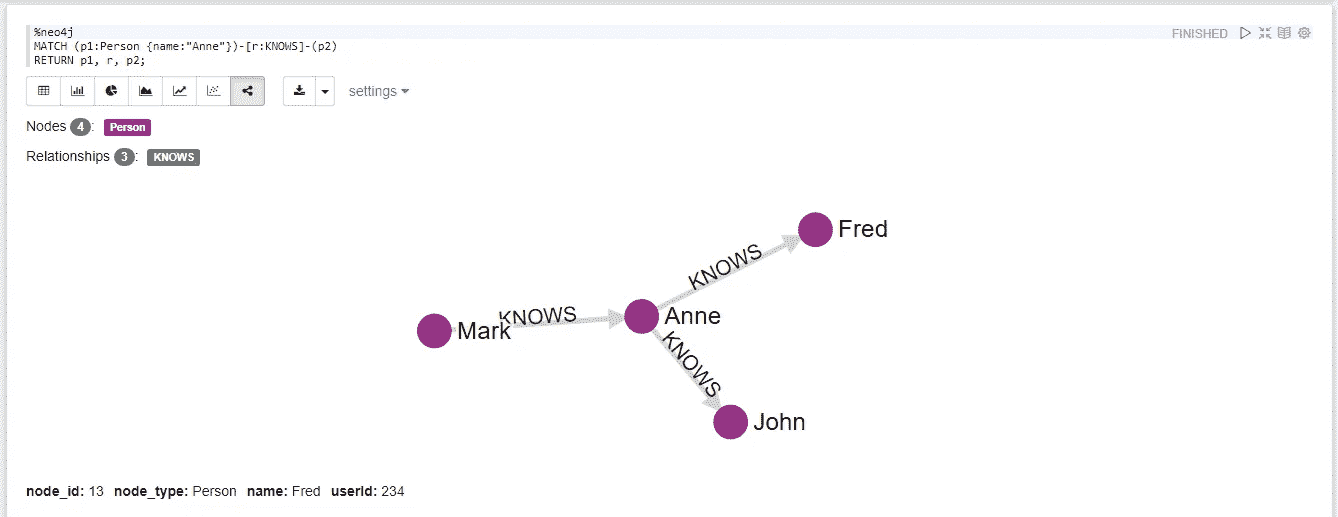 %neo4j
MATCH (p1:Person {name:"Anne"})-[r:KNOWS]-(p2)
RETURN p1, r, p2;
FINISHED
settings
Nodes 4: Person
Relationships 3: KNOWS
Fred
KNOWS
KNOWS
Anne
Mark
KNOWS
John
node_id: 13 node_type: Person name: Fred userId: 234